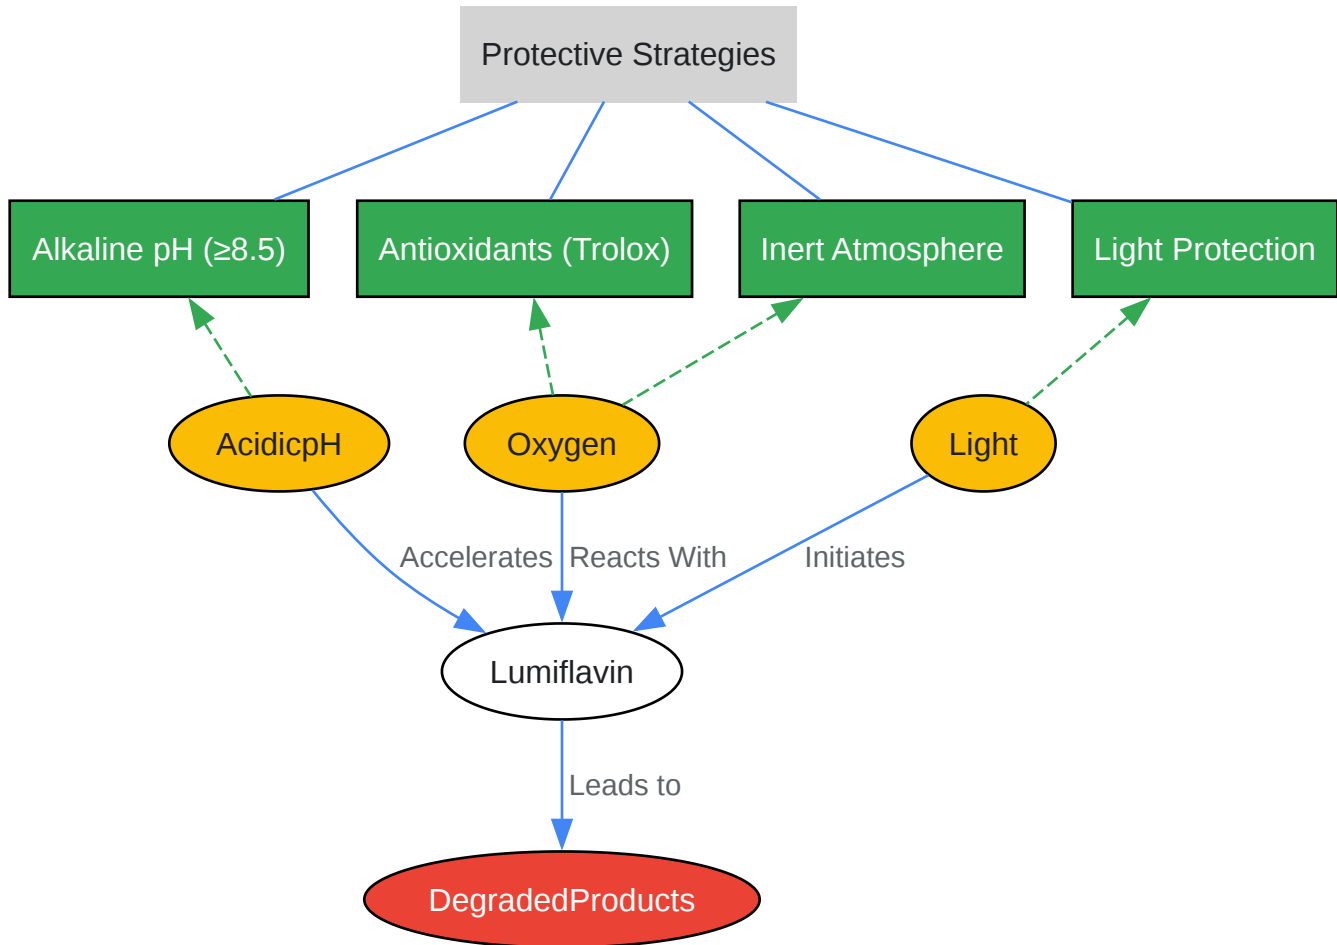 Protective Strategies
Alkaline pH (≥8.5)
Antioxidants (Trolox)
Inert Atmosphere
Light Protection
AcidicpH
Oxygen
Light
Accelerates
Reacts With
Initiates
Lumiflavin
Leads to
DegradedProducts